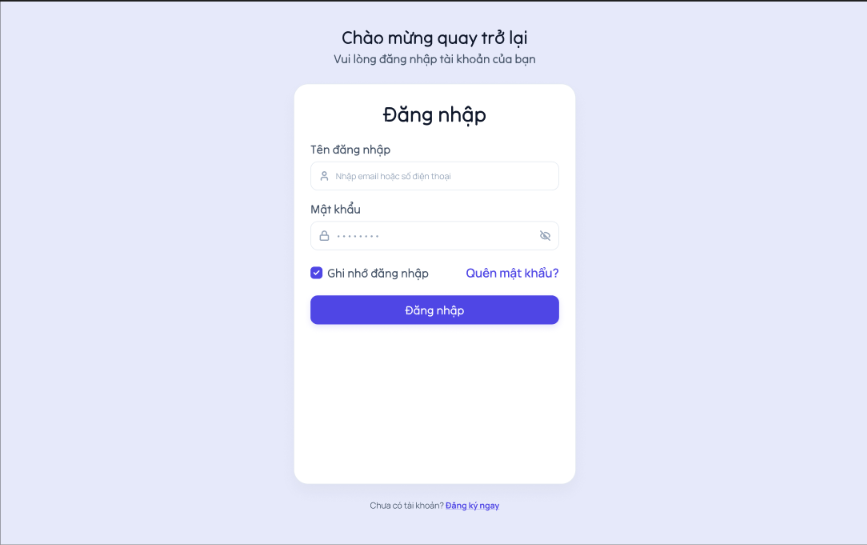 Chào mừng quay trở lại
Vui lòng đăng nhập tài khoản của bạn
Đăng nhập
Tên đăng nhập
Nhập email hoặc số điện thoại
Mật khẩu
Ghi nhớ đăng nhập Quên mật khẩu?
Đăng nhập
Chưa có tài khoản? Đăng ký ngay